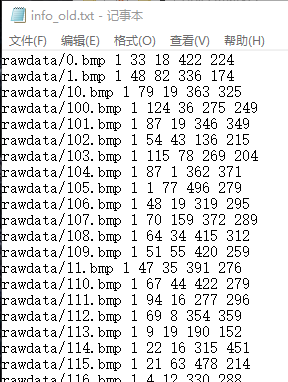 info_old.txt - 记事本
文件(F) 编辑(E) 格式(O) 查看(V) 帮助(H)
rawdata/0.bmp 1 33 18 422 224
rawdata/1.bmp 1 48 82 336 174
rawdata/10.bmp 1 79 19 363 325
rawdata/100.bmp 1 124 36 275 249
rawdata/101.bmp 1 87 19 346 349
rawdata/102.bmp 1 54 43 136 215
rawdata/103.bmp 1 115 78 269 204
rawdata/104.bmp 1 87 1 362 371
rawdata/105.bmp 1 1 77 496 279
rawdata/106.bmp 1 48 19 319 295
rawdata/107.bmp 1 70 159 372 289
rawdata/108.bmp 1 64 34 415 312
rawdata/109.bmp 1 51 55 420 259
rawdata/11.bmp 1 47 35 391 276
rawdata/110.bmp 1 67 44 422 279
rawdata/111.bmp 1 94 16 277 296
rawdata/112.bmp 1 69 8 354 359
rawdata/113.bmp 1 9 19 190 152
rawdata/114.bmp 1 22 16 315 451
rawdata/115.bmp 1 21 63 478 214
rawdata/116.bmp 1 4 12 330 288